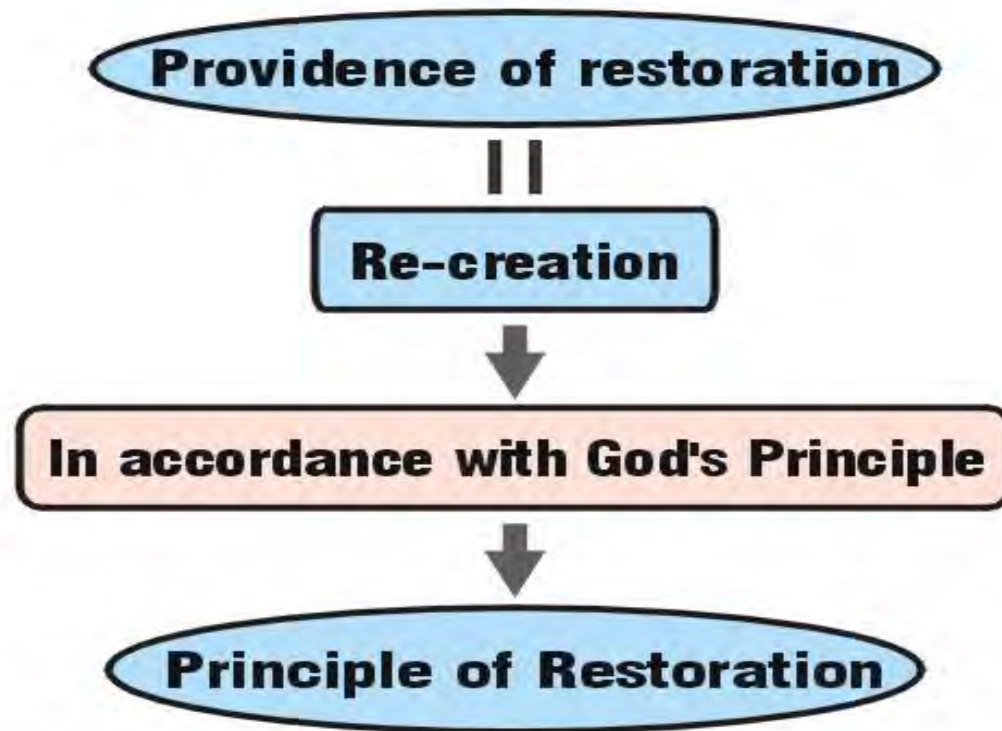 Providence of restoration
Re-creation
In accordance with God's Principle
Principle of Restoration